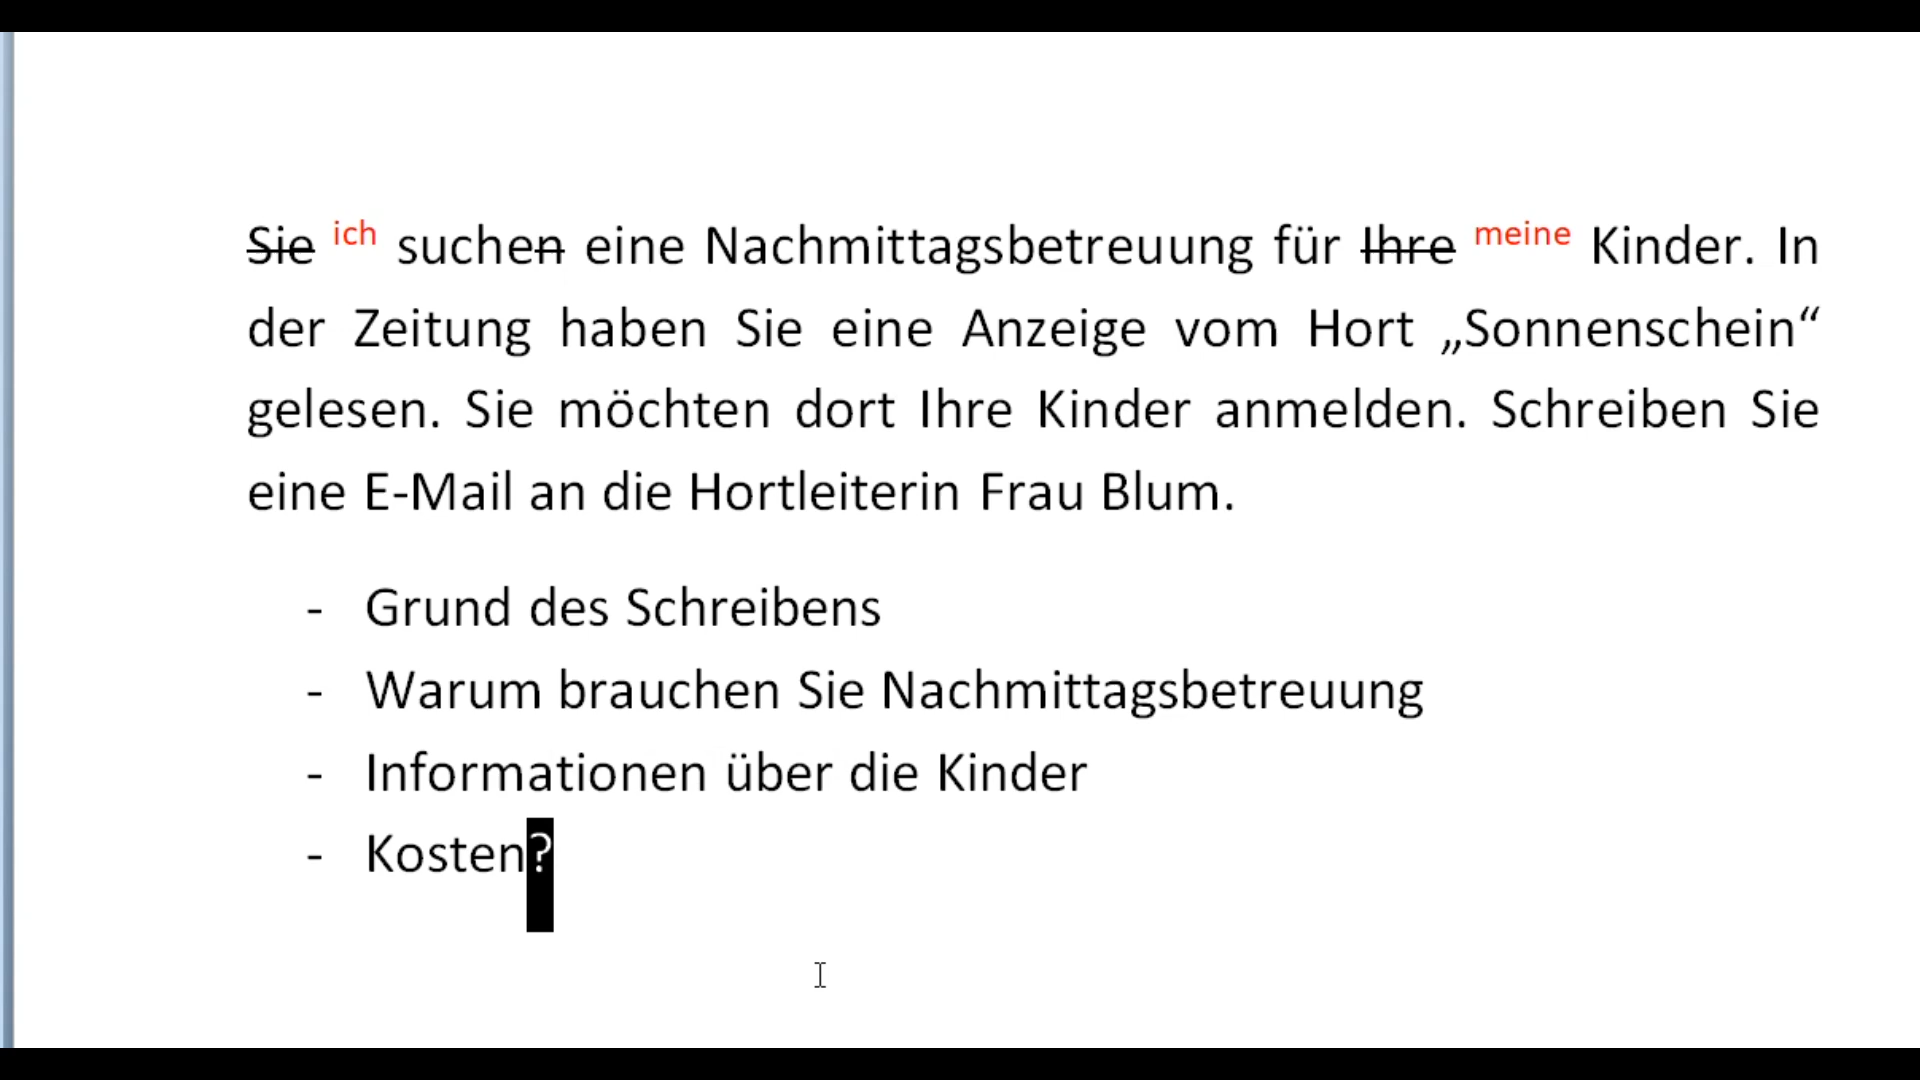 Sie ich suchen eine Nachmittagsbetreuung für Ihre meine Kinder. In
der Zeitung haben Sie eine Anzeige vom Hort „Sonnenschein“
gelesen. Sie möchten dort Ihre Kinder anmelden. Schreiben Sie
eine E-Mail an die Hortleiterin Frau Blum.
- Grund des Schreibens
- Warum brauchen Sie Nachmittagsbetreuung
- Informationen über die Kinder
- Kosten?